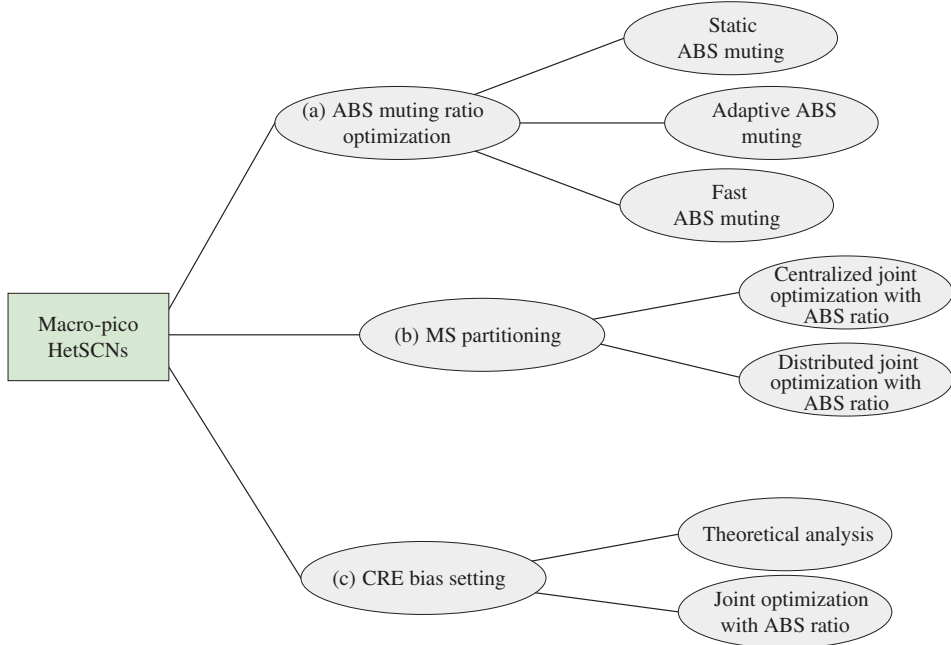 Static
ABS muting
(a) ABS muting ratio
optimization
Adaptive ABS
muting
Fast
ABS muting
Macro-pico
HetSCNs
(b) MS partitioning
Centralized joint
optimization with
ABS ratio
Distributed joint
optimization with
ABS ratio
(c) CRE bias setting
Theoretical analysis
Joint optimization
with ABS ratio